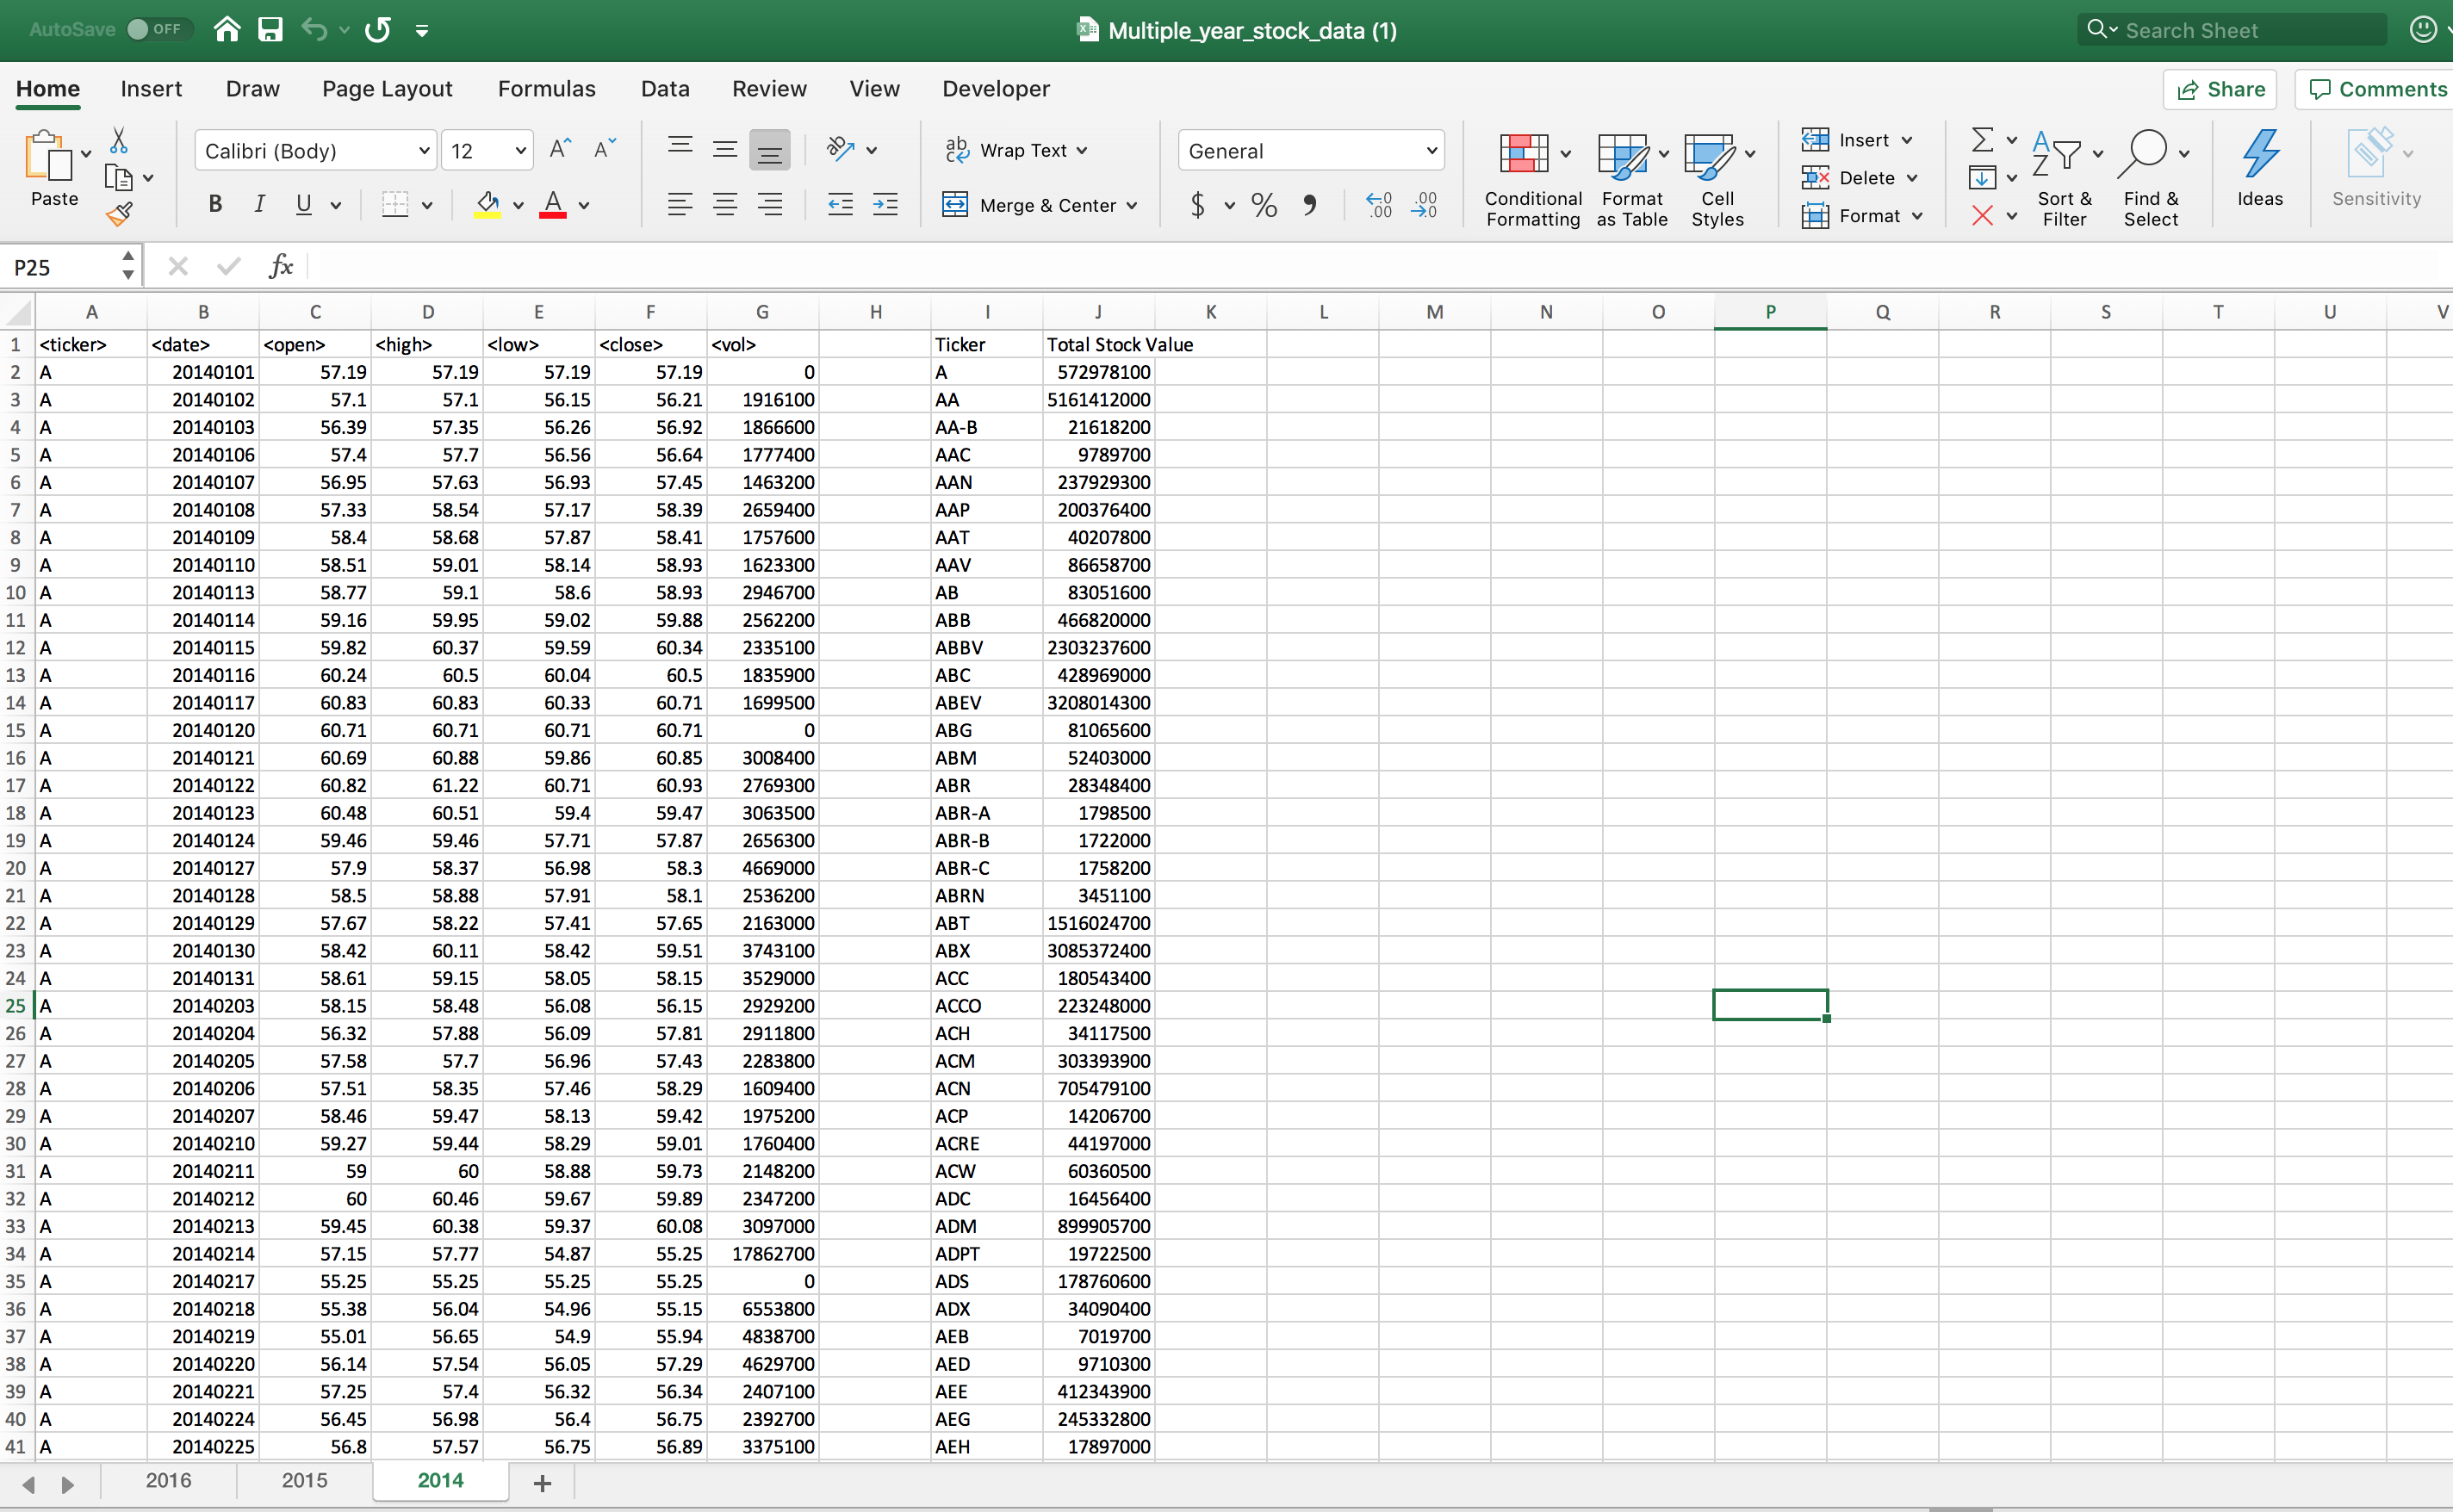 AutoSave OFF Multiple_year_stock_data (1) Search Sheet
Home Insert Draw Page Layout Formulas Data Review View Developer Share Comments
Calibri (Body) 12 A A ab c Wrap Text General Insert
Paste Delete
B I U A Merge & Center $ % .0 .00 .00 .0 Conditional Formatting Format as Table Cell Styles Format Sort & Filter Find & Select Ideas Sensitivity
P25 fx
A B C D E F G H I J K L M N O P Q R S T U V
1 <ticker> <date> <open> <high> <low> <close> <vol> Ticker Total Stock Value
2 A 20140101 57.19 57.19 57.19 57.19 0 A 572978100
3 A 20140102 57.1 57.1 56.15 56.21 1916100 AA 5161412000
4 A 20140103 56.39 57.35 56.26 56.92 1866600 AA-B 21618200
5 A 20140106 57.4 57.7 56.56 56.64 1777400 AAC 9789700
6 A 20140107 56.95 57.63 56.93 57.45 1463200 AAN 237929300
7 A 20140108 57.33 58.54 57.17 58.39 2659400 AAP 200376400
8 A 20140109 58.4 58.68 57.87 58.41 1757600 AAT 40207800
9 A 20140110 58.51 59.01 58.14 58.93 1623300 AAV 86658700
10 A 20140113 58.77 59.1 58.6 58.93 2946700 AB 83051600
11 A 20140114 59.16 59.95 59.02 59.88 2562200 ABB 466820000
12 A 20140115 59.82 60.37 59.59 60.34 2335100 ABBV 2303237600
13 A 20140116 60.24 60.5 60.04 60.5 1835900 ABC 428969000
14 A 20140117 60.83 60.83 60.33 60.71 1699500 ABEV 3208014300
15 A 20140120 60.71 60.71 60.71 60.71 0 ABG 81065600
16 A 20140121 60.69 60.88 59.86 60.85 3008400 ABM 52403000
17 A 20140122 60.82 61.22 60.71 60.93 2769300 ABR 28348400
18 A 20140123 60.48 60.51 59.4 59.47 3063500 ABR-A 1798500
19 A 20140124 59.46 59.46 57.71 57.87 2656300 ABR-B 1722000
20 A 20140127 57.9 58.37 56.98 58.3 4669000 ABR-C 1758200
21 A 20140128 58.5 58.88 57.91 58.1 2536200 ABRN 3451100
22 A 20140129 57.67 58.22 57.41 57.65 2163000 ABT 1516024700
23 A 20140130 58.42 60.11 58.42 59.51 3743100 ABX 3085372400
24 A 20140131 58.61 59.15 58.05 58.15 3529000 ACC 180543400
25 A 20140203 58.15 58.48 56.08 56.15 2929200 ACCO 223248000
26 A 20140204 56.32 57.88 56.09 57.81 2911800 ACH 34117500
27 A 20140205 57.58 57.7 56.96 57.43 2283800 ACM 303393900
28 A 20140206 57.51 58.35 57.46 58.29 1609400 ACN 705479100
29 A 20140207 58.46 59.47 58.13 59.42 1975200 ACP 14206700
30 A 20140210 59.27 59.44 58.29 59.01 1760400 ACRE 44197000
31 A 20140211 59 60 58.88 59.73 2148200 ACW 60360500
32 A 20140212 60 60.46 59.67 59.89 2347200 ADC 16456400
33 A 20140213 59.45 60.38 59.37 60.08 3097000 ADM 899905700
34 A 20140214 57.15 57.77 54.87 55.25 17862700 ADPT 19722500
35 A 20140217 55.25 55.25 55.25 55.25 0 ADS 178760600
36 A 20140218 55.38 56.04 54.96 55.15 6553800 ADX 34090400
37 A 20140219 55.01 56.65 54.9 55.94 4838700 AEB 7019700
38 A 20140220 56.14 57.54 56.05 57.29 4629700 AED 9710300
39 A 20140221 57.25 57.4 56.32 56.34 2407100 AEE 412343900
40 A 20140224 56.45 56.98 56.4 56.75 2392700 AEG 245332800
41 A 20140225 56.8 57.57 56.75 56.89 3375100 AEH 17897000
2016 2015 2014